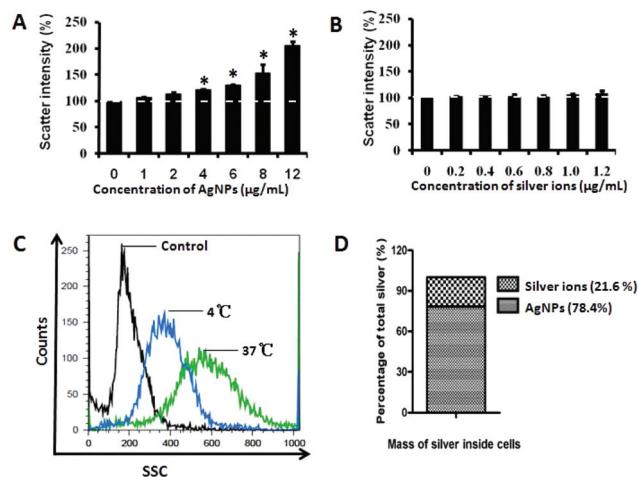 A
Scatter intensity (%)
250
200
150
100
50
0
* * * *
0 1 2 4 6 8 12
Concentration of AgNPs (µg/mL)
B
Scatter intensity (%)
250
200
150
100
50
0
0 0.2 0.4 0.6 0.8 1.0 1.2
Concentration of silver ions (µg/mL)
C
Counts
250
200
150
100
50
0
Control
4℃
37℃
0 200 400 600 800 1000
SSC
D
Percentage of total silver (%)
120
90
60
30
0
Silver ions (21.6 %)
AgNPs (78.4%)
Mass of silver inside cells